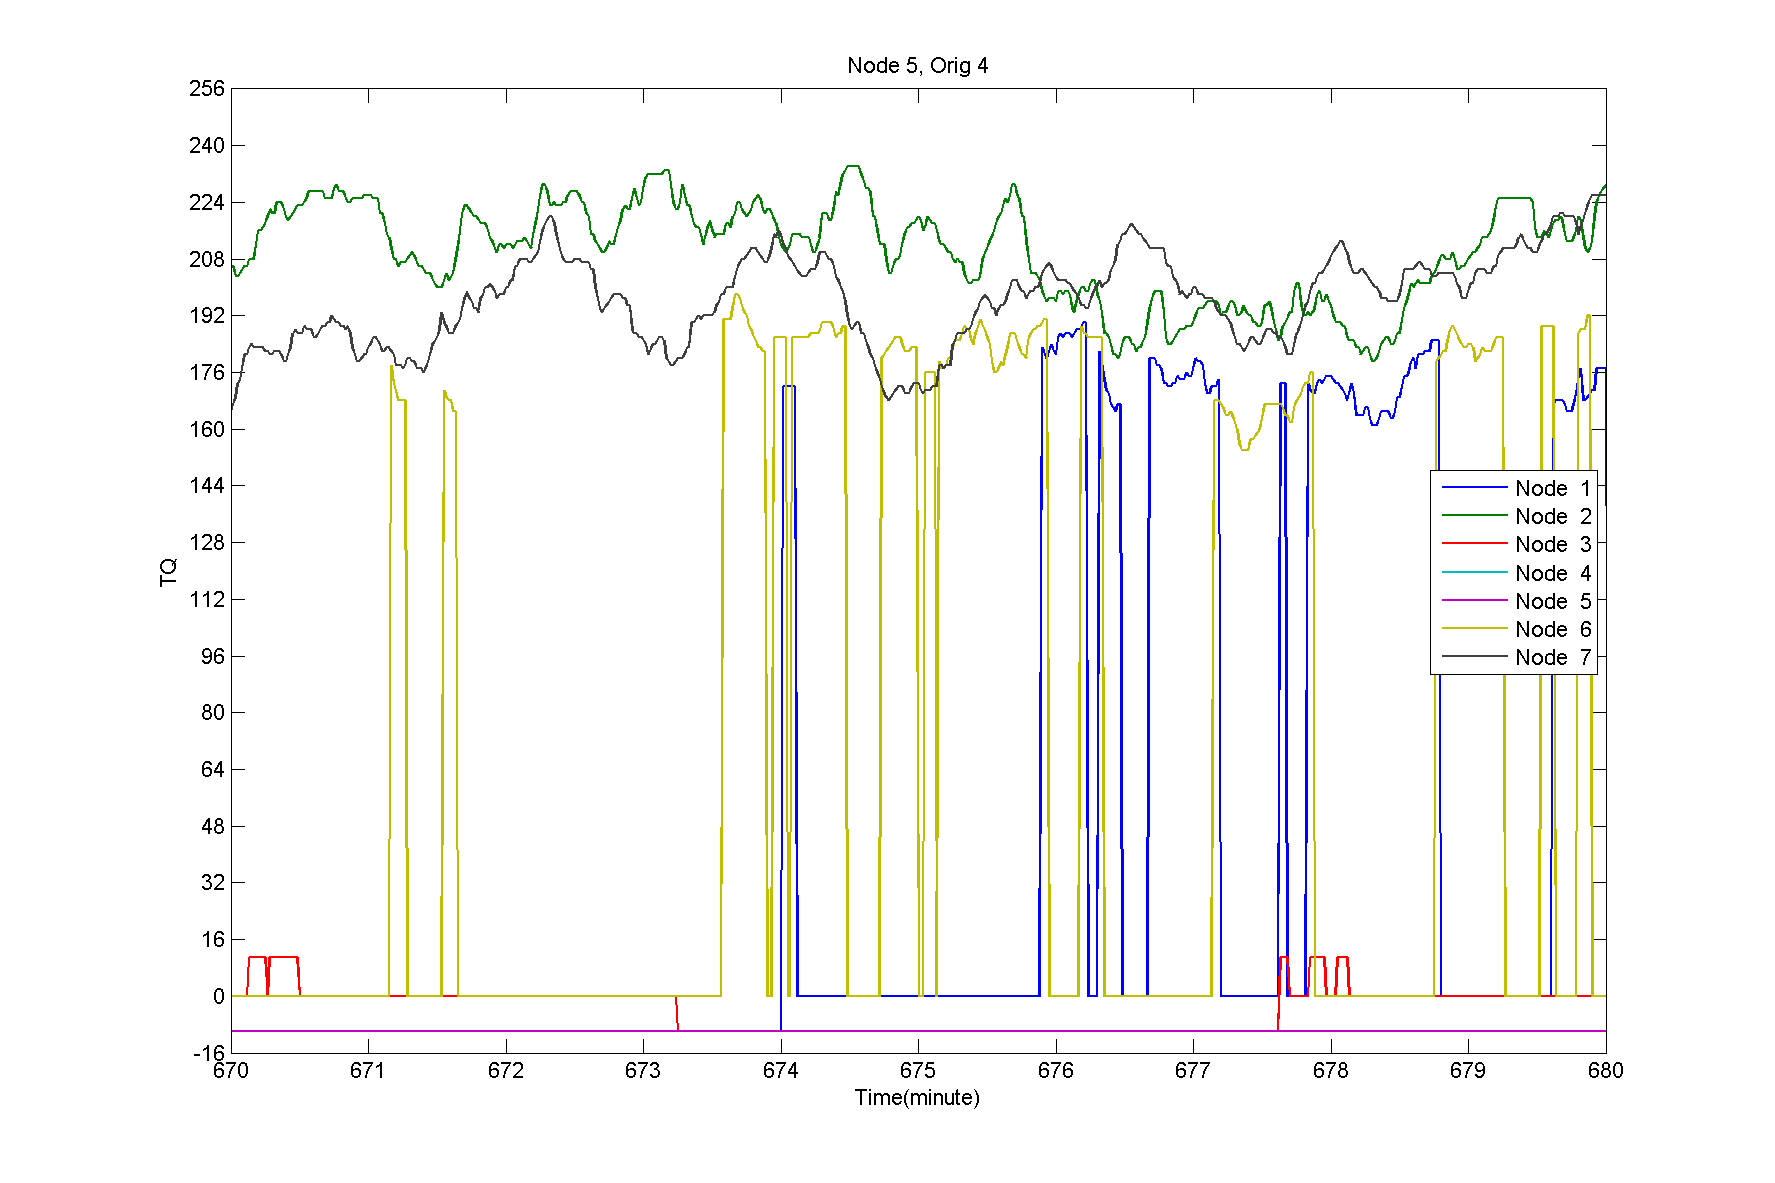 Node 5, Orig 4
256
240
224
208
192
176
160
144
128
112
96
80
64
48
32
16
0
-16
TQ
Node 1
Node 2
Node 3
Node 4
Node 5
Node 6
Node 7
670 671 672 673 674 675 676 677 678 679 680
Time(minute)